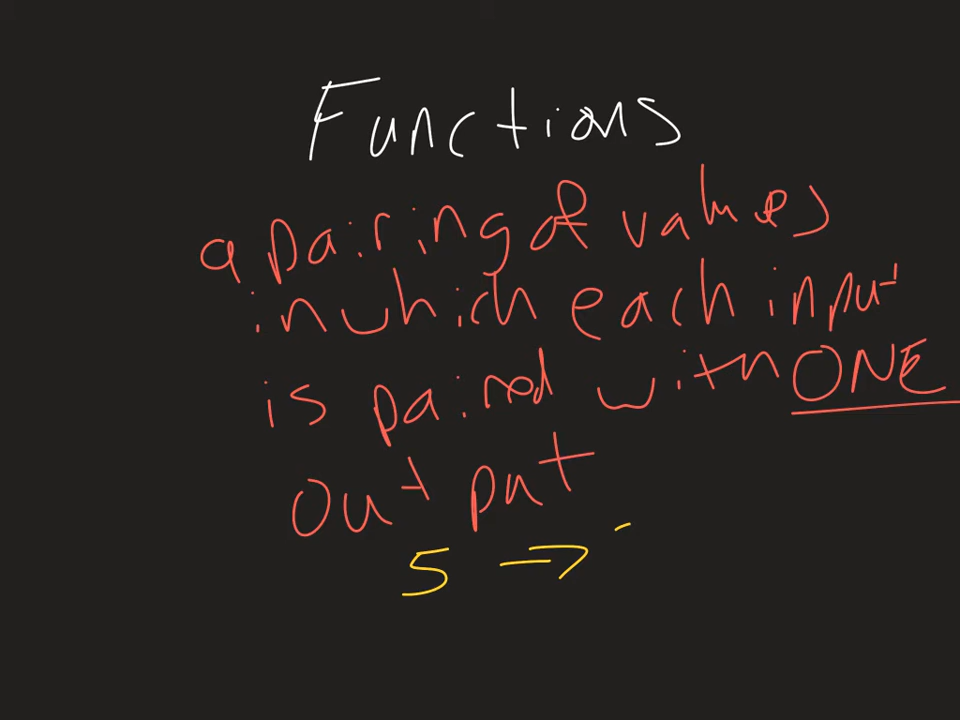 Functions
a pairing of values
in which each input
is paired with ONE
output
5 →